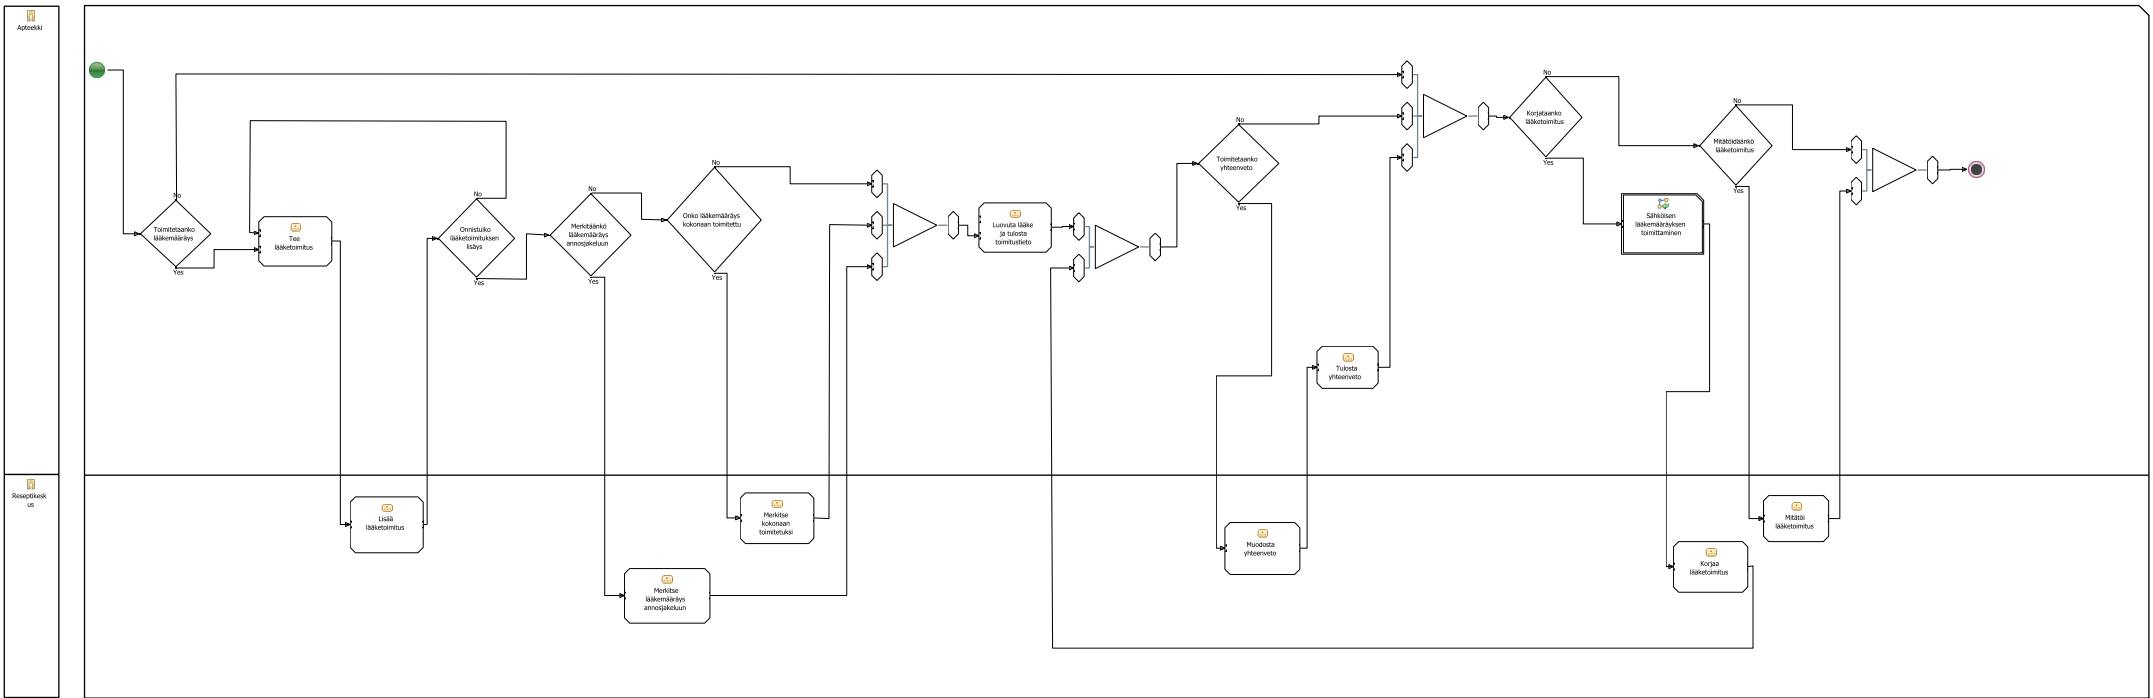 Apteekki
No
Toimitetaanko
lääkemääräys
Yes
Tee
lääketoimitus
No
Onnistuiko
lääketoimituksen
lisäys
Yes
No
Merkitäänkö
lääkemääräys
annosjakeluun
Yes
No
Onko lääkemääräys
kokonaan toimitettu
Yes
Luovuta lääke
ja tulosta
toimitustieto
No
Toimitetaanko
yhteenveto
Yes
Tulosta
yhteenveto
No
Korjataanko
lääketoimitus
Yes
Sähköisen
lääkemääräyksen
toimittaminen
No
Mitätöidäänkö
lääketoimitus
Yes
Reseptikesk
us
Lisää
lääketoimitus
Merkitse
lääkemääräys
annosjakeluun
Merkitse
kokonaan
toimitetuksi
Muodosta
yhteenveto
Korjaa
lääketoimitus
Mitätöi
lääketoimitus